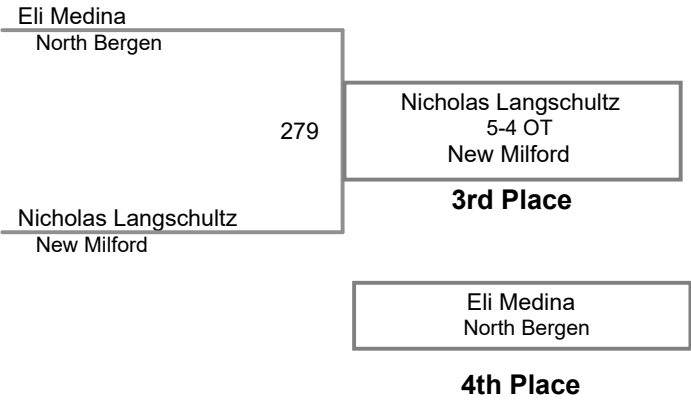 Eli Medina
North Bergen
279
Nicholas Langschultz
5-4 OT
New Milford
3rd Place
Nicholas Langschultz
New Milford
Eli Medina
North Bergen
4th Place